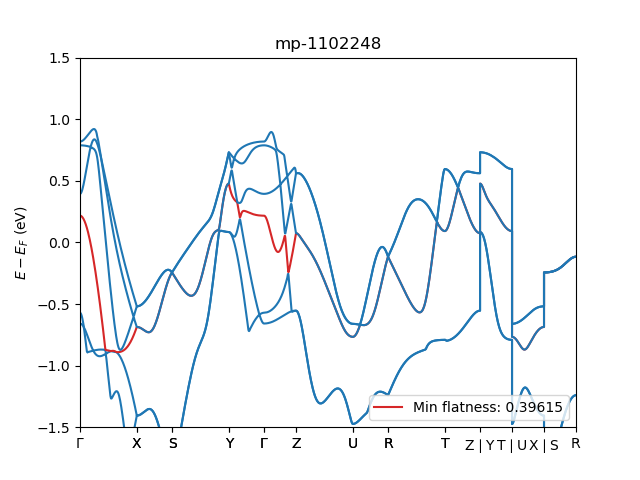 mp-1102248
E − E_F (eV)
1.5
1.0
0.5
0.0
−0.5
−1.0
−1.5
Min flatness: 0.39615
Γ X S Y Γ Z U R T Z|Y T|U X|S R